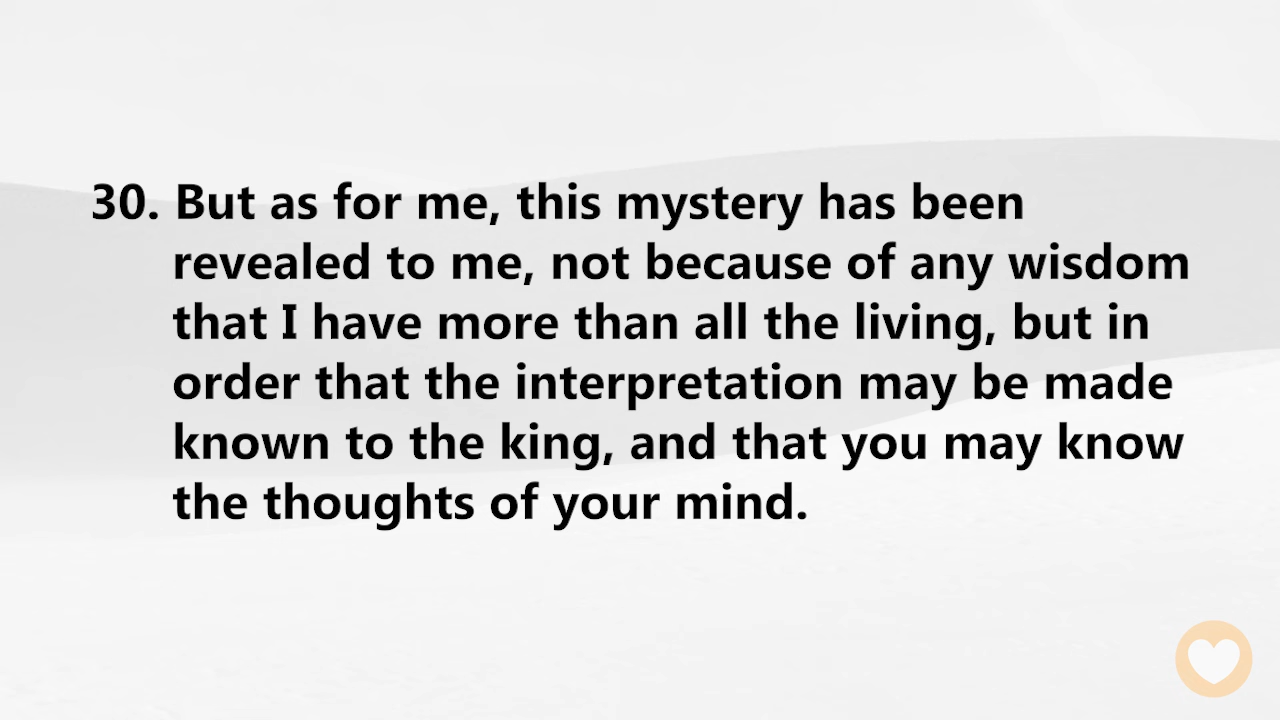 30. But as for me, this mystery has been
revealed to me, not because of any wisdom
that I have more than all the living, but in
order that the interpretation may be made
known to the king, and that you may know
the thoughts of your mind.